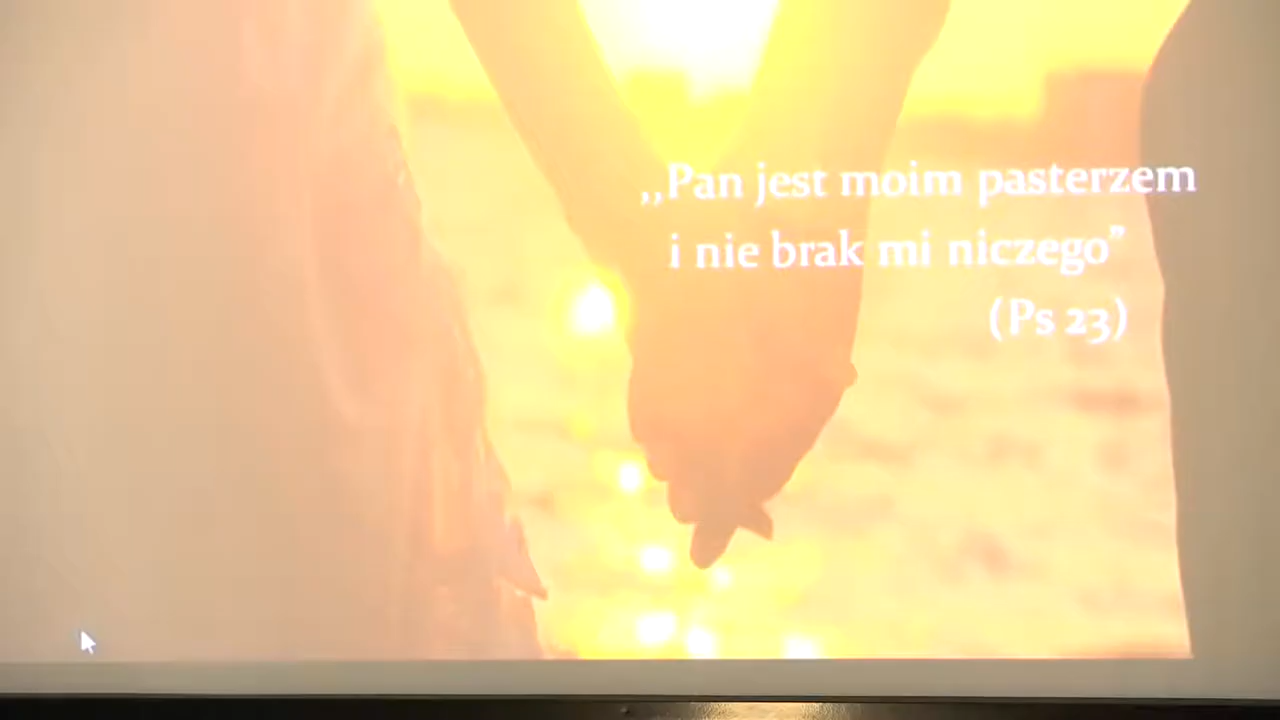 ,,Pan jest moim pasterzem
i nie brak mi niczego”
(Ps 23)